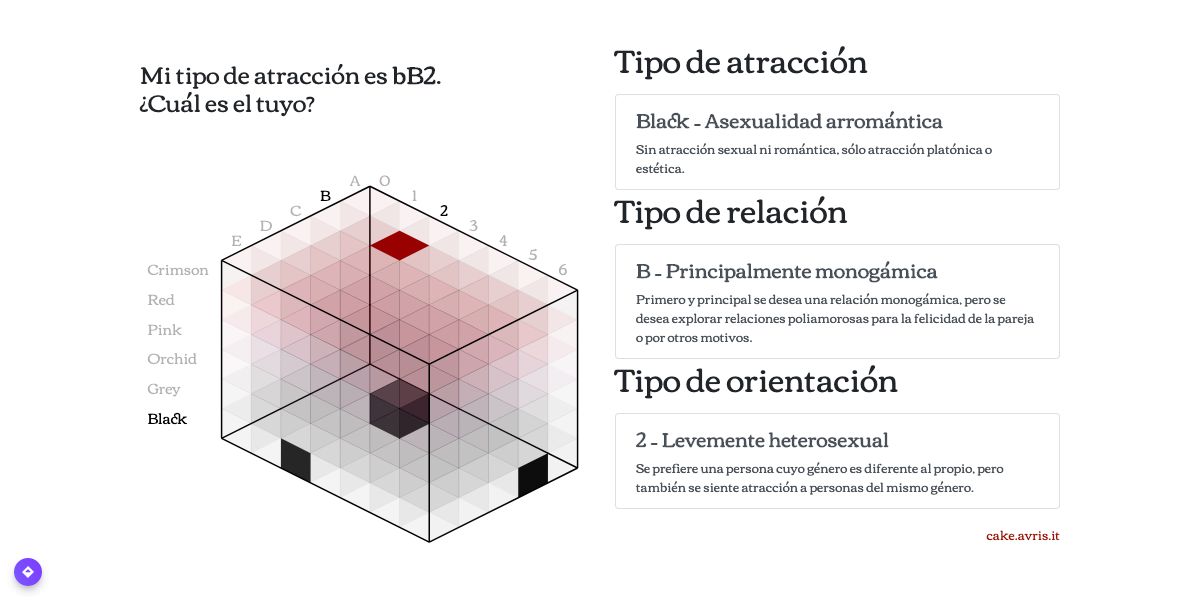 Mi tipo de atracción es bB2.
¿Cuál es el tuyo?
A
B
C
D
E
0
1
2
3
4
5
6
Crimson
Red
Pink
Orchid
Grey
Black
Tipo de atracción
Black - Asexualidad arromántica
Sin atracción sexual ni romántica, sólo atracción platónica o
estética.
Tipo de relación
B - Principalmente monogámica
Primero y principal se desea una relación monogámica, pero se
desea explorar relaciones poliamorosas para la felicidad de la pareja
o por otros motivos.
Tipo de orientación
2 - Levemente heterosexual
Se prefiere una persona cuyo género es diferente al propio, pero
también se siente atracción a personas del mismo género.
cake.avris.it